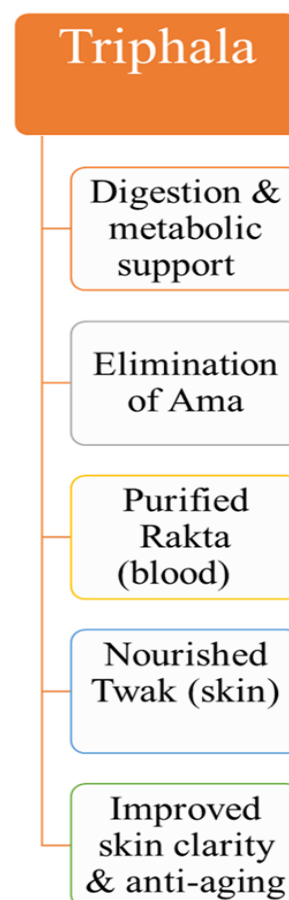 Triphala
Digestion &
metabolic
support
Elimination
of Ama
Purified
Rakta
(blood)
Nourished
Twak (skin)
Improved
skin clarity
& anti-aging